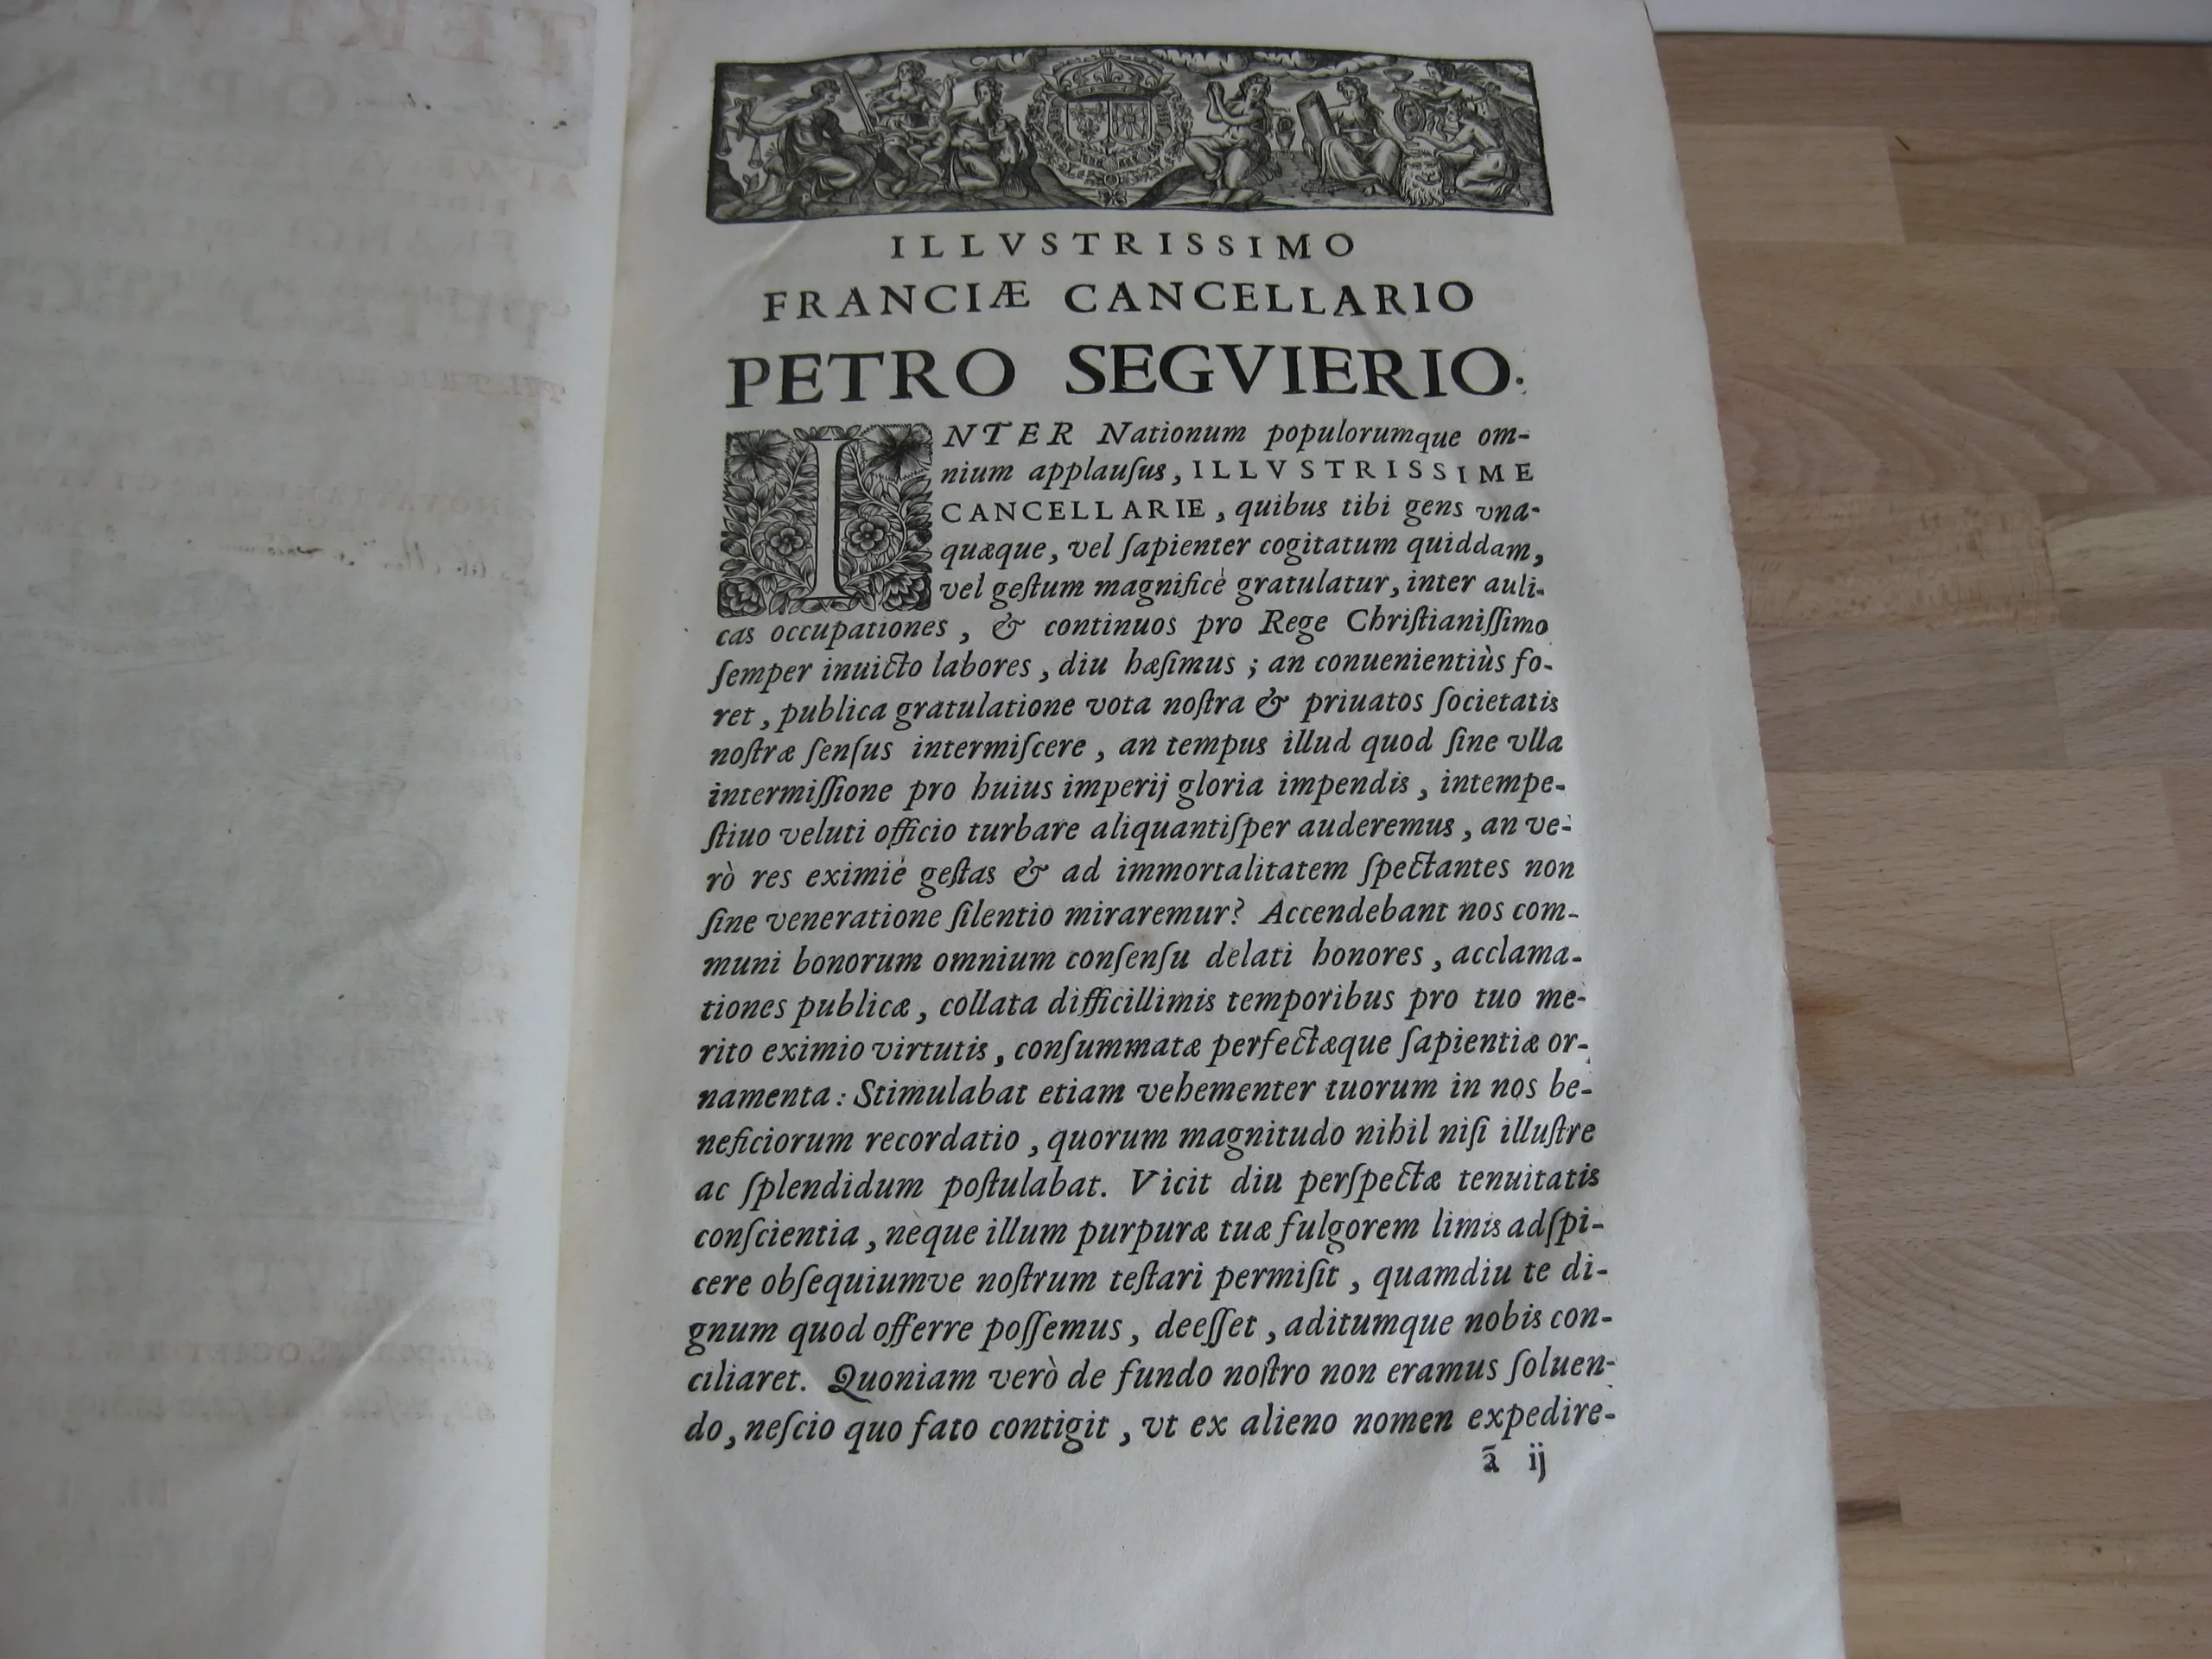 ILLVSTRISSIMO
FRANCIÆ CANCELLARIO
PETRO SEGVIERIO.
INTER Nationum populorumque om-
nium applauſus, ILLVSTRISSIME
CANCELLARIE, quibus tibi gens vna-
quæque, vel ſapienter cogitatum quiddam,
vel geſtum magnificè gratulatur, inter auli-
cas occupationes, & continuos pro Rege Chriſtianiſſimo
ſemper inuicto labores, diu hæſimus; an conuenientiùs fo-
ret, publica gratulatione vota noſtra & priuatos ſocietatis
noſtræ ſenſus intermiſcere, an tempus illud quod ſine vlla
intermiſſione pro huius imperij gloria impendis, intempe-
ſtiuo veluti officio turbare aliquantiſper auderemus, an ve-
rò res eximiè geſtas & ad immortalitatem ſpectantes non
ſine veneratione ſilentio miraremur? Accendebant nos com-
muni bonorum omnium conſenſu delati honores, acclama-
tiones publicæ, collata difficillimis temporibus pro tuo me-
rito eximio virtutis, conſummatæ perfectæque ſapientiæ or-
namenta: Stimulabat etiam vehementer tuorum in nos be-
neficiorum recordatio, quorum magnitudo nihil niſi illuſtre
ac ſplendidum poſtulabat. Vicit diu perſpectæ tenuitatis
conſcientia, neque illum purpuræ tuæ fulgorem limis adſpi-
cere obſequiumve noſtrum teſtari permiſit, quamdiu te di-
gnum quod offerre poſſemus, deeſſet, aditumque nobis con-
ciliaret. Quoniam verò de fundo noſtro non eramus ſoluen-
do, neſcio quo fato contigit, vt ex alieno nomen expedire-
ã ij